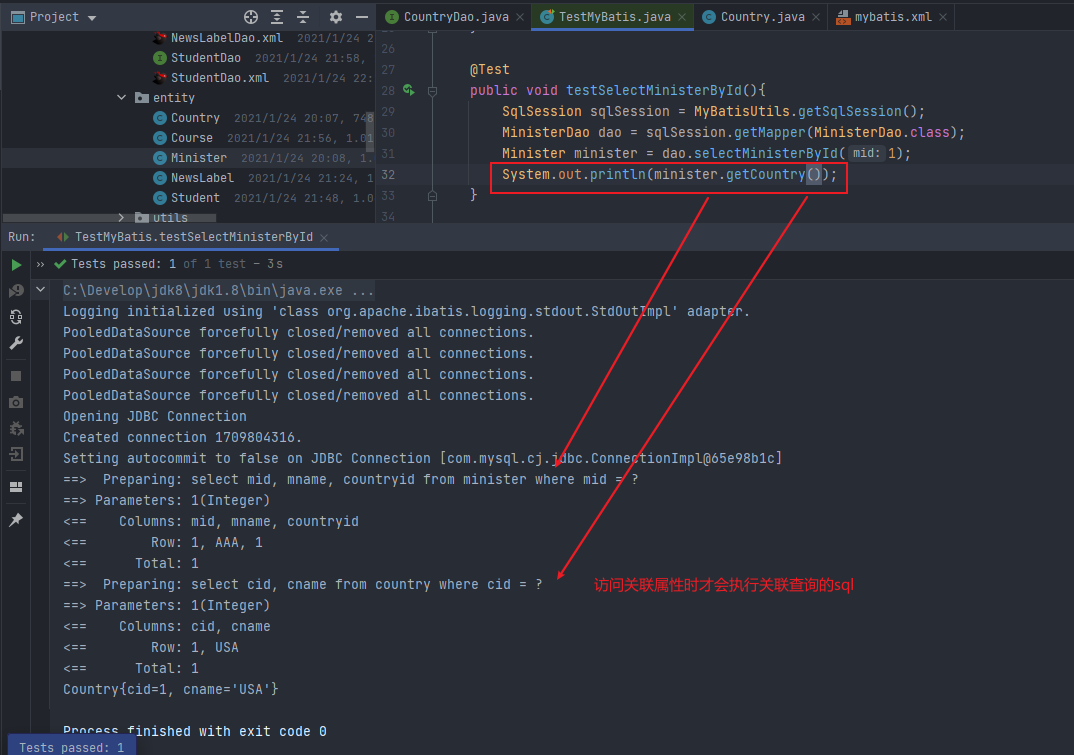 Project
CountryDao.java
TestMyBatis.java
Country.java
mybatis.xml
NewsLabelDao.xml 2021/1/24 2
StudentDao 2021/1/24 21:58,
StudentDao.xml 2021/1/24 22:
entity
Country 2021/1/24 20:07, 748
Course 2021/1/24 21:56, 1.01
Minister 2021/1/24 20:08, 1.
NewsLabel 2021/1/24 21:24, 1
Student 2021/1/24 21:48, 1.0
utils
26
27 @Test
28 public void testSelectMinisterById(){
29 SqlSession sqlSession = MyBatisUtils.getSqlSession();
30 MinisterDao dao = sqlSession.getMapper(MinisterDao.class);
31 Minister minister = dao.selectMinisterById( mid: 1);
32 System.out.println(minister.getCountry());
33 }
34
Run: TestMyBatis.testSelectMinisterById
Tests passed: 1 of 1 test – 3 s
C:\Develop\jdk8\jdk1.8\bin\java.exe ...
Logging initialized using 'class org.apache.ibatis.logging.stdout.StdOutImpl' adapter.
PooledDataSource forcefully closed/removed all connections.
PooledDataSource forcefully closed/removed all connections.
PooledDataSource forcefully closed/removed all connections.
PooledDataSource forcefully closed/removed all connections.
Opening JDBC Connection
Created connection 1709804316.
Setting autocommit to false on JDBC Connection [com.mysql.cj.jdbc.ConnectionImpl@65e98b1c]
==>  Preparing: select mid, mname, countryid from minister where mid = ?
==> Parameters: 1(Integer)
<==    Columns: mid, mname, countryid
<==        Row: 1, AAA, 1
<==      Total: 1
==>  Preparing: select cid, cname from country where cid = ?
访问关联属性时才会执行关联查询的sql
==> Parameters: 1(Integer)
<==    Columns: cid, cname
<==        Row: 1, USA
<==      Total: 1
Country{cid=1, cname='USA'}
Process finished with exit code 0
Tests passed: 1